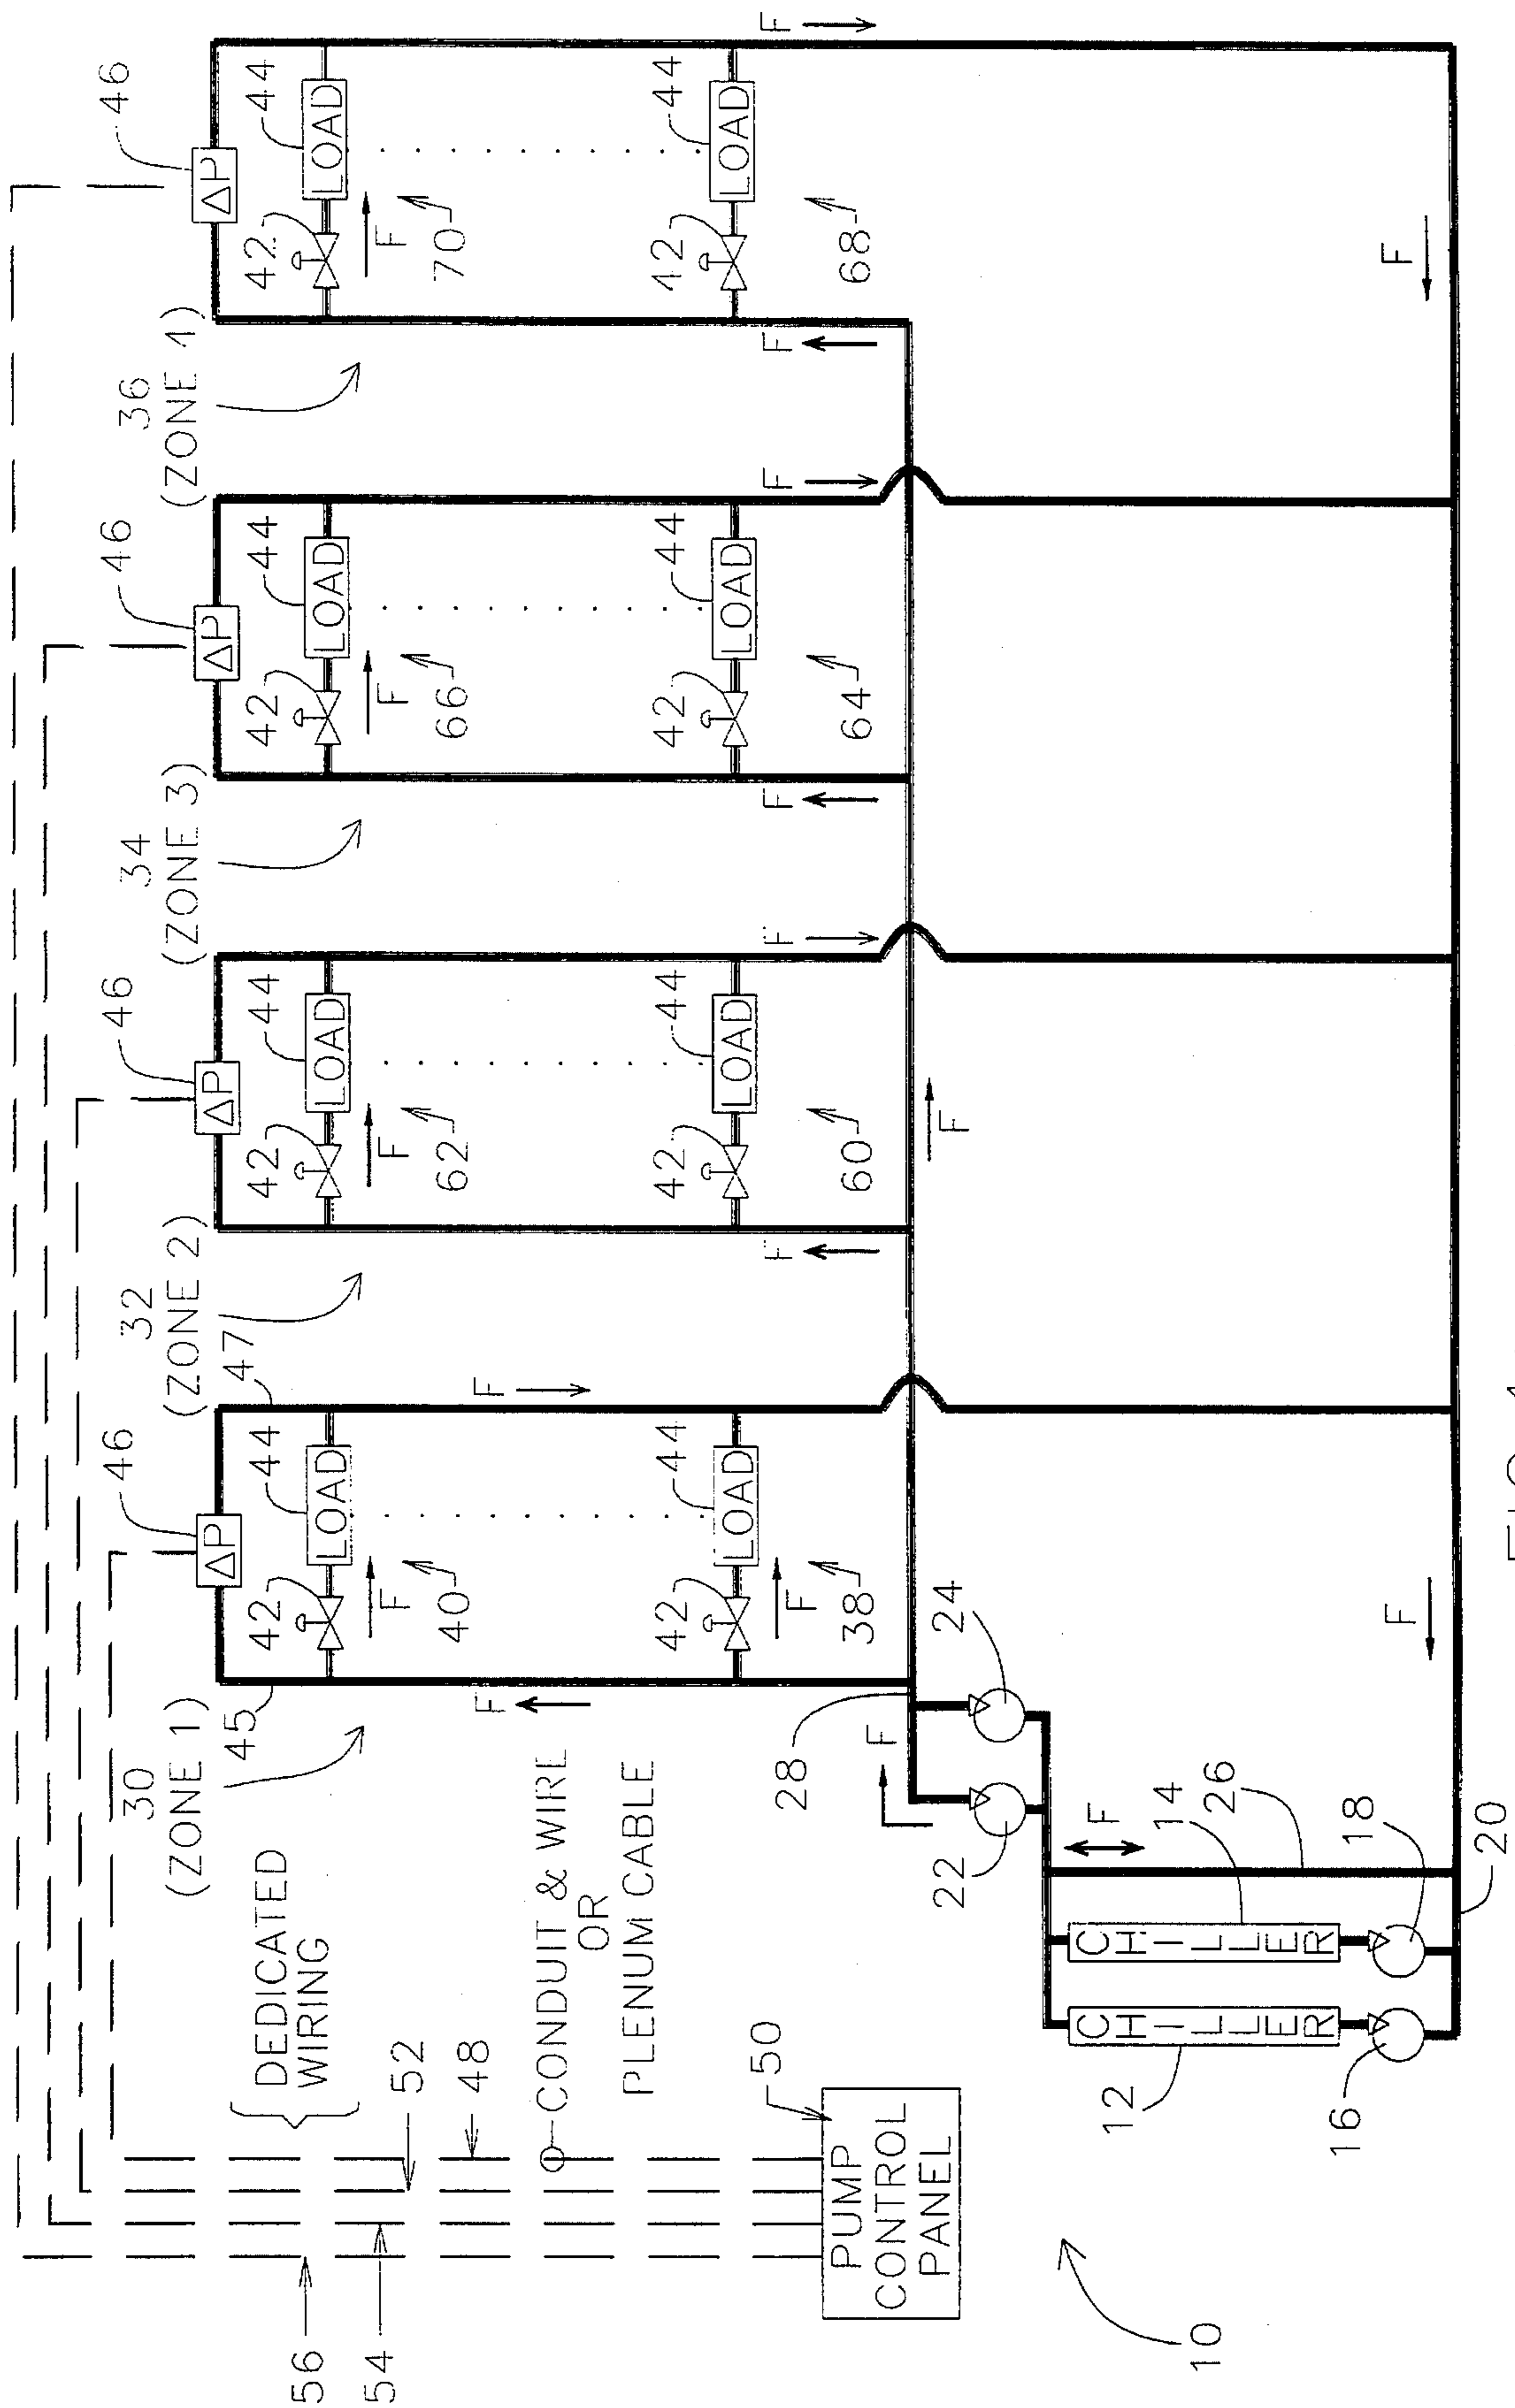 56
54
52
48
DEDICATED
WIRING
CONDUIT & WIRE
OR
PLENUM CABLE
PUMP
CONTROL
PANEL
50
10
30
(ZONE 1)
45
46
ΔP
47
42
LOAD
44
F
40
F
F
42
LOAD
44
F
38
32
(ZONE 2)
46
ΔP
42
LOAD
44
F
62
42
LOAD
44
60
F
F
34
(ZONE 3)
46
ΔP
42
LOAD
44
F
66
42
LOAD
44
64
F
F
36
(ZONE 4)
46
ΔP
42
LOAD
44
F
70
42
LOAD
44
68
F
F
28
F
F
22
24
F
12
CHILLER
14
CHILLER
26
16
18
20
F
F
FIG. 1